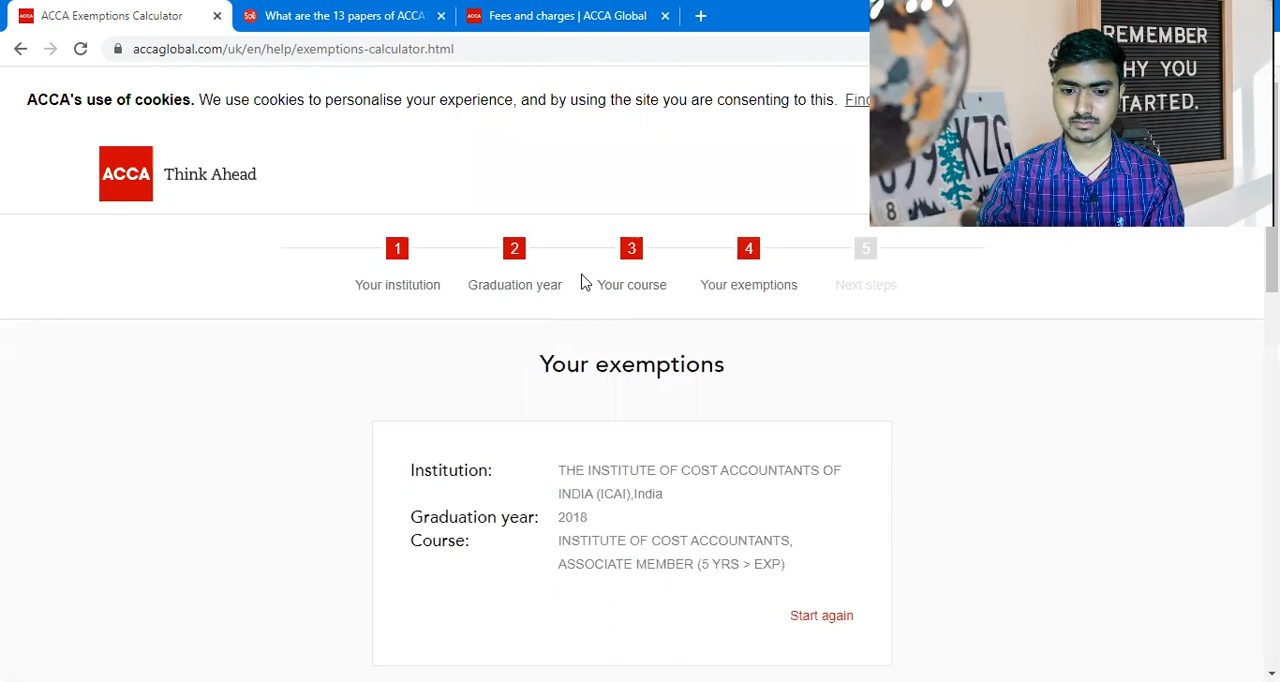 ACCA Exemptions Calculator
What are the 13 papers of ACCA
Fees and charges | ACCA Global
accaglobal.com/uk/en/help/exemptions-calculator.html
ACCA's use of cookies. We use cookies to personalise your experience, and by using the site you are consenting to this. Find
REMEMBER
HY YOU
TARTED.
KZG
8
ACCA Think Ahead
1 2 3 4 5
Your institution Graduation year Your course Your exemptions Next steps
Your exemptions
Institution: THE INSTITUTE OF COST ACCOUNTANTS OF
INDIA (ICAI),India
Graduation year: 2018
Course: INSTITUTE OF COST ACCOUNTANTS,
ASSOCIATE MEMBER (5 YRS > EXP)
Start again